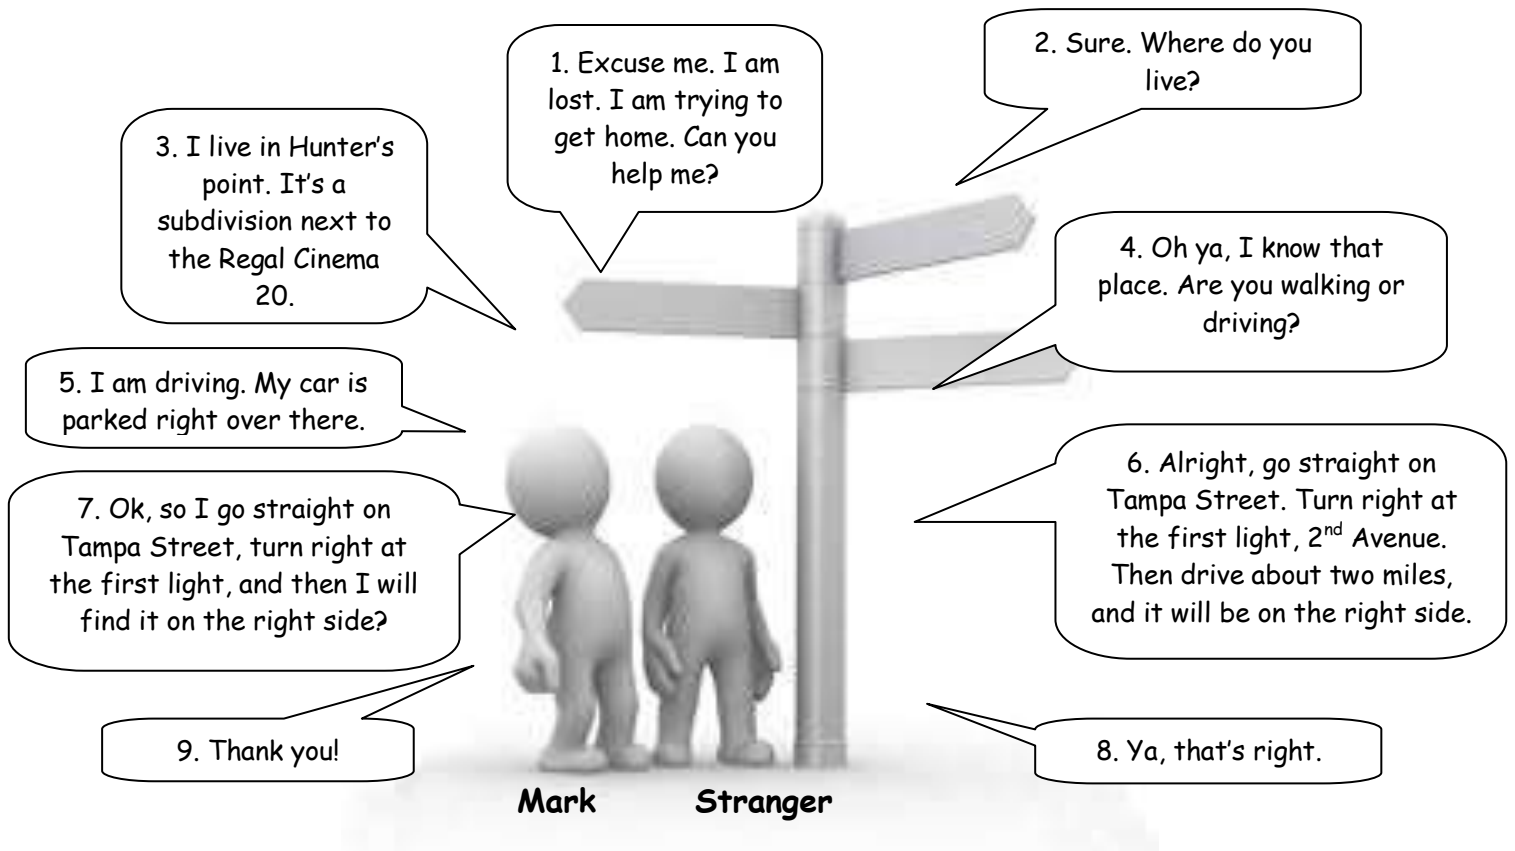 1. Excuse me. I am
lost. I am trying to
get home. Can you
help me?
2. Sure. Where do you
live?
3. I live in Hunter’s
point. It’s a
subdivision next to
the Regal Cinema
20.
4. Oh ya, I know that
place. Are you walking or
driving?
5. I am driving. My car is
parked right over there.
6. Alright, go straight on
Tampa Street. Turn right at
the first light, 2nd Avenue.
Then drive about two miles,
and it will be on the right side.
7. Ok, so I go straight on
Tampa Street, turn right at
the first light, and then I will
find it on the right side?
8. Ya, that’s right.
9. Thank you!
Mark
Stranger